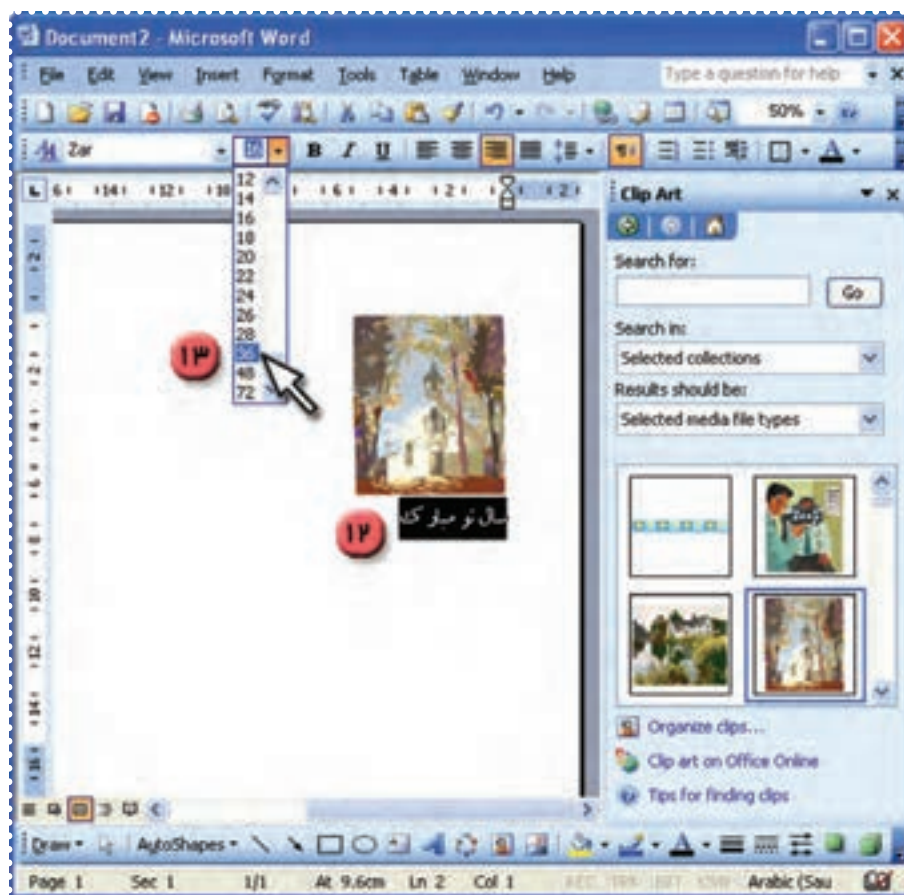 Document2 - Microsoft Word
File Edit View Insert Format Tools Table Window Help
Type a question for help
50%
Zar
B I U
12
14
16
18
20
22
24
26
28
36
48
72
۱۳
سال نو مبارک
۱۲
Clip Art
Search for:
Go
Search in:
Selected collections
Results should be:
Selected media file types
Organize clips...
Clip art on Office Online
Tips for finding clips
Draw AutoShapes
Page 1 Sec 1 1/1 At 9.6cm Ln 2 Col 1 REC TRK EXT OVR Arabic (Sau